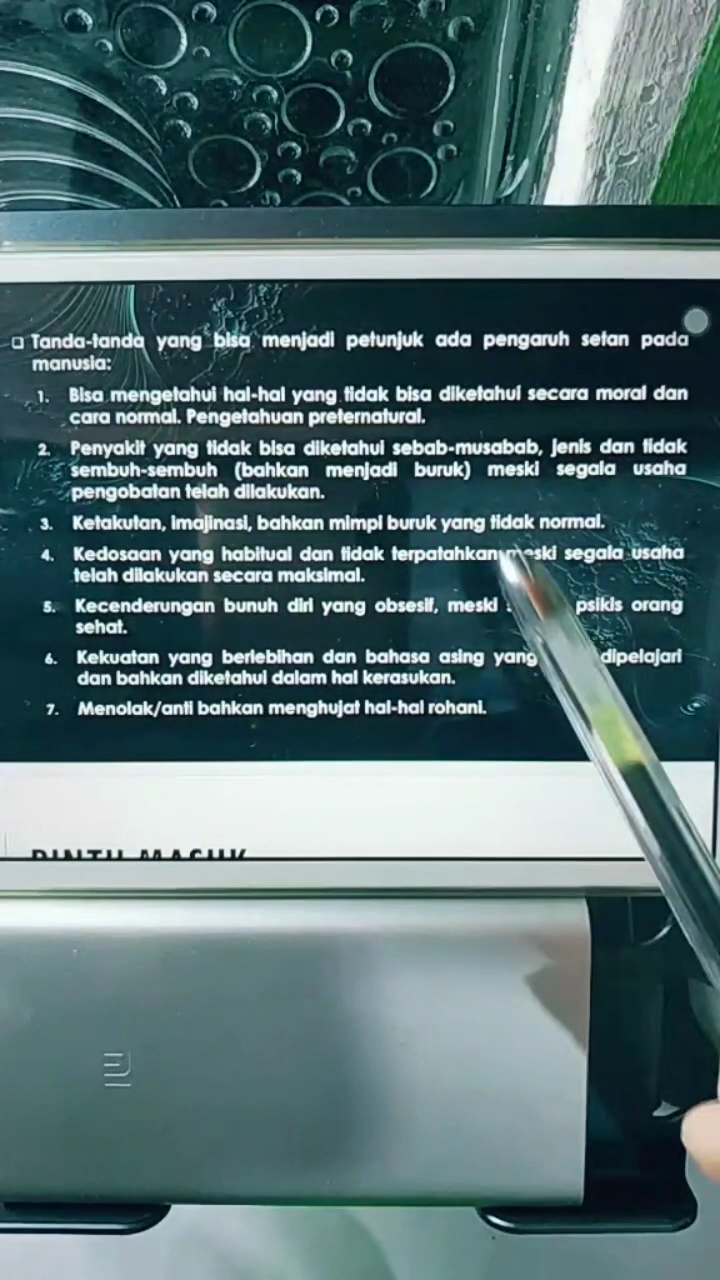 Tanda-tanda yang bisa menjadi petunjuk ada pengaruh setan pada
manusia:
1. Bisa mengetahui hal-hal yang tidak bisa diketahui secara moral dan
cara normal. Pengetahuan preternatural.
2. Penyakit yang tidak bisa diketahui sebab-musabab, jenis dan tidak
sembuh-sembuh (bahkan menjadi buruk) meski segala usaha
pengobatan telah dilakukan.
3. Ketakutan, imajinasi, bahkan mimpi buruk yang tidak normal.
4. Kedosaan yang habitual dan tidak terpatahkan meski segala usaha
telah dilakukan secara maksimal.
5. Kecenderungan bunuh diri yang obsesif, meski psikis orang
sehat.
6. Kekuatan yang berlebihan dan bahasa asing yang dipelajari
dan bahkan diketahui dalam hal kerasukan.
7. Menolak/anti bahkan menghujat hal-hal rohani.
PINTU MASUK